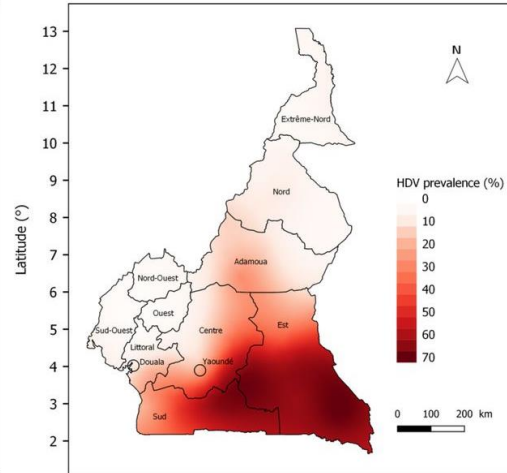 13
12
11
10
9
8
7
6
5
4
3
2
Latitude (°)
N
Extrême-Nord
Nord
Adamoua
Nord-Ouest
Ouest
Sud-Ouest
Littoral
Douala
Centre
Yaoundé
Est
Sud
HDV prevalence (%)
0
10
20
30
40
50
60
70
0 100 200 km